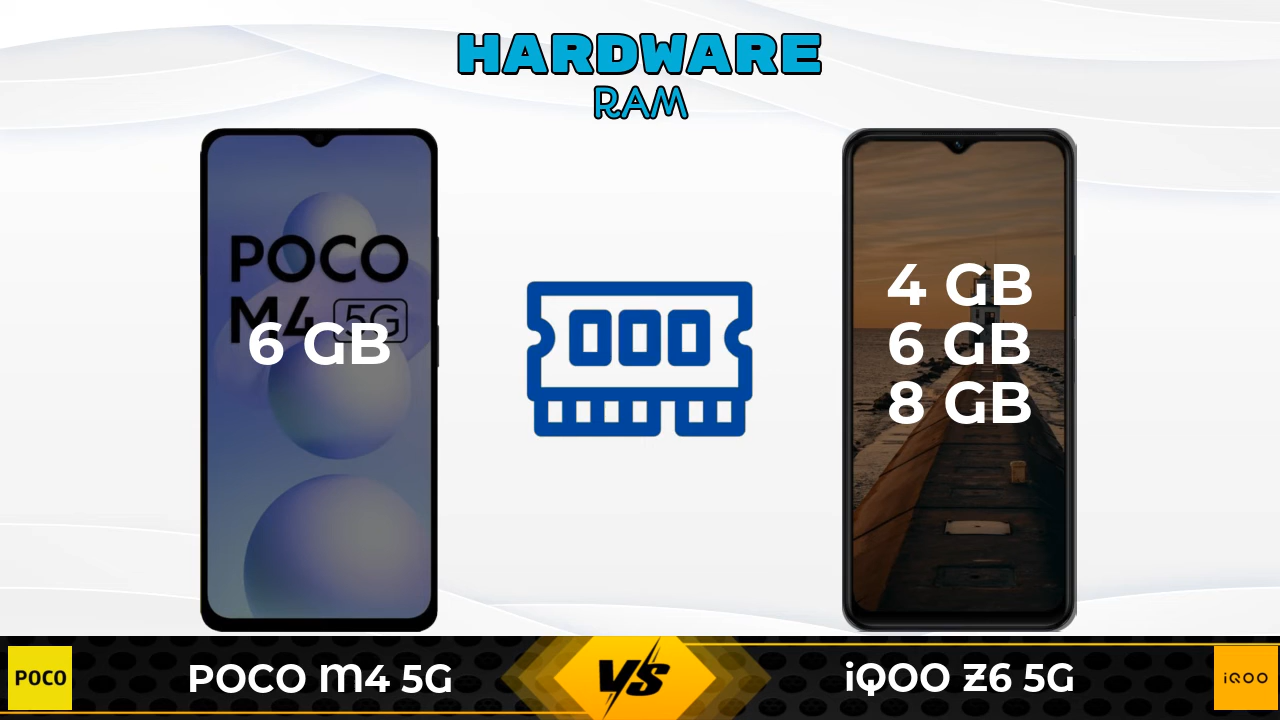 HARDWARE
RAM
POCO
M4 5G
6 GB
4 GB
6 GB
8 GB
POCO
POCO M4 5G
VS
iQOO Z6 5G
iQOO